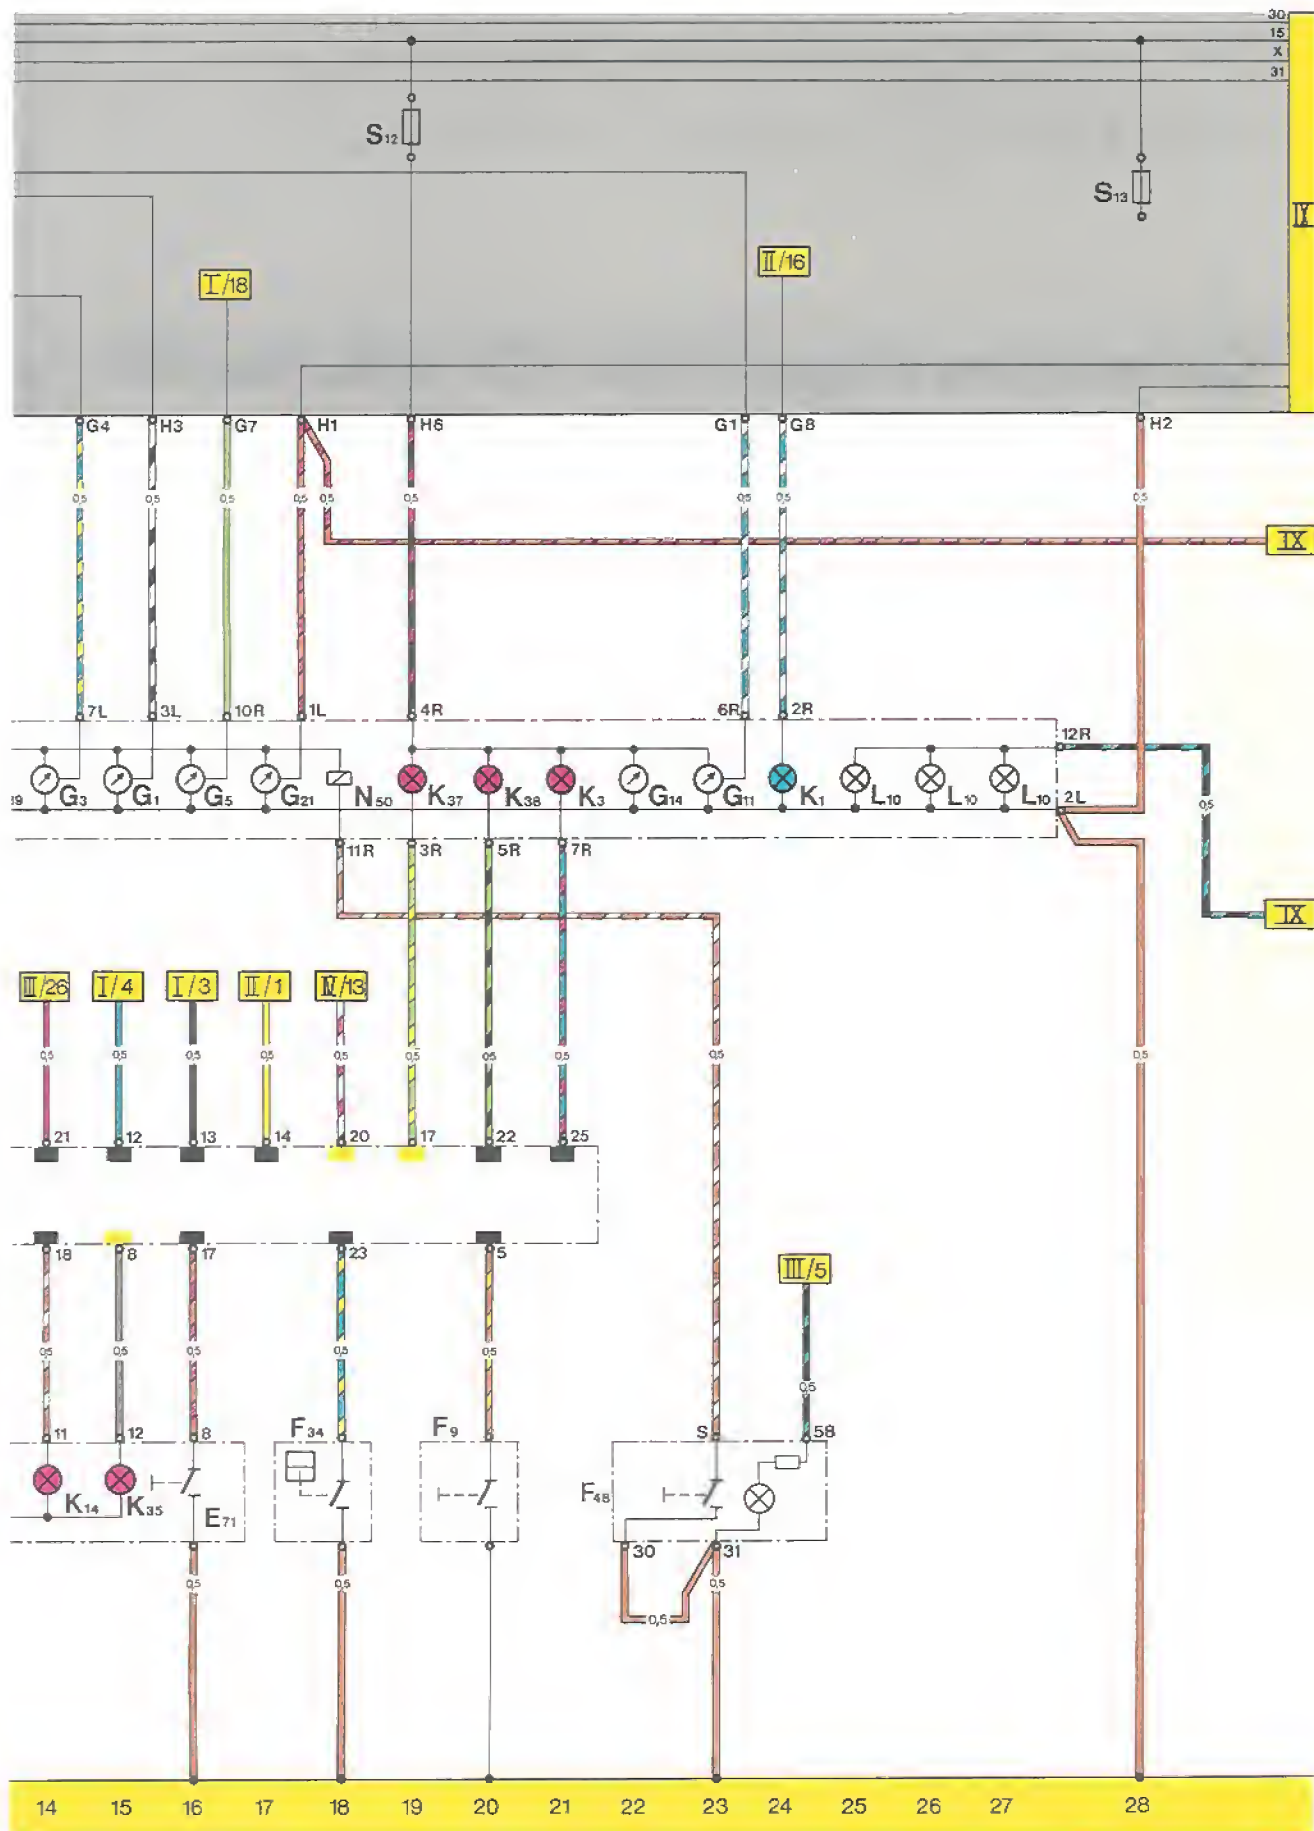 30
15
X
31
S12
S13
IX
I/18
II/16
G4 H3 G7 H1 H6 G1 G8 H2
0,5 0,5 0,5 0,5 0,5 0,5 0,5 0,5 0,5
IX
7L 3L 10R 1L 4R 6R 2R
12R
G3 G1 G5 G21 N50 K37 K38 K3 G14 G11 K1 L10 L10 L10
2L
0,5
11R 3R 5R 7R
IX
III/26 I/4 I/3 II/1 IV/13
0,5 0,5 0,5 0,5 0,5 0,5 0,5 0,5 0,5 0,5
21 12 13 14 20 17 22 25
18 8 17 23 5
III/5
0,5 0,5 0,5 0,5 0,5
0,5
11 12 8 F34 F9 S 58
K14 K35 E71 F48
30 31
0,5 0,5 0,5
0,5
14 15 16 17 18 19 20 21 22 23 24 25 26 27 28